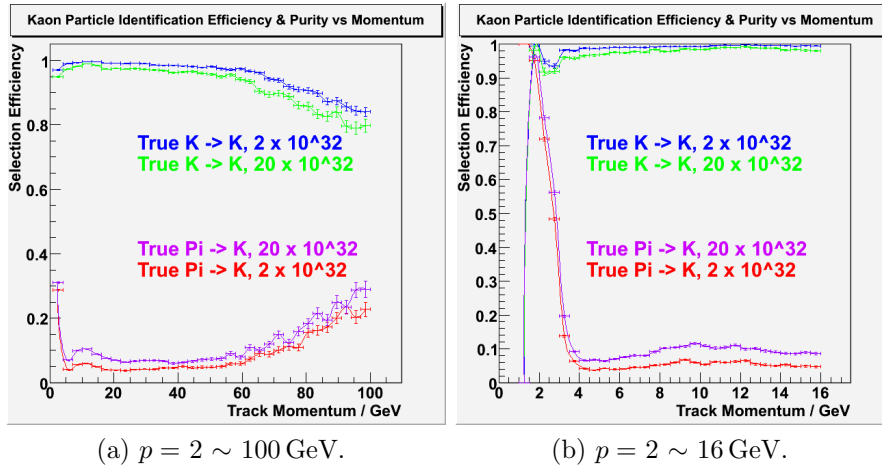 Kaon Particle Identification Efficiency & Purity vs Momentum
Selection Efficiency
1
0.8
0.6
0.4
0.2
0
True K -> K, 2 x 10^32
True K -> K, 20 x 10^32
True Pi -> K, 20 x 10^32
True Pi -> K, 2 x 10^32
0 10 20 30 40 50 60 70 80 90 100
Track Momentum / GeV
(a) p = 2 ∼ 100 GeV.
Kaon Particle Identification Efficiency & Purity vs Momentum
Selection Efficiency
1
0.9
0.8
0.7
0.6
0.5
0.4
0.3
0.2
0.1
0
True K -> K, 2 x 10^32
True K -> K, 20 x 10^32
True Pi -> K, 20 x 10^32
True Pi -> K, 2 x 10^32
0 2 4 6 8 10 12 14 16
Track Momentum / GeV
(b) p = 2 ∼ 16 GeV.